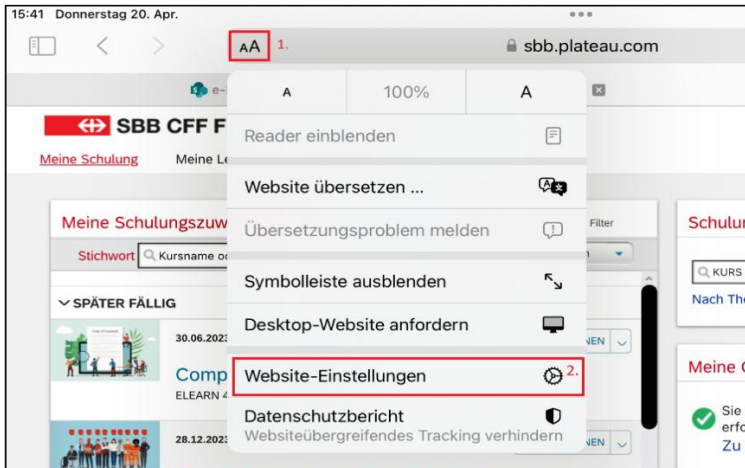 15:41 Donnerstag 20. Apr.
AA 1. sbb.plateau.com
e-
A 100% A
SBB CFF F
Reader einblenden
Meine Schulung Meine Le
Website übersetzen ...
Meine Schulungszuw Filter Schulur
Übersetzungsproblem melden
Stichwort Kursname od
KURS
Symbolleiste ausblenden
Nach The
SPÄTER FÄLLIG
Desktop-Website anfordern
30.06.2023 NEN
Comp Website-Einstellungen 2. Meine
ELEARN 4
Datenschutzbericht
Websiteübergreifendes Tracking verhindern
Sie
erfo
28.12.2023 NEN Zu